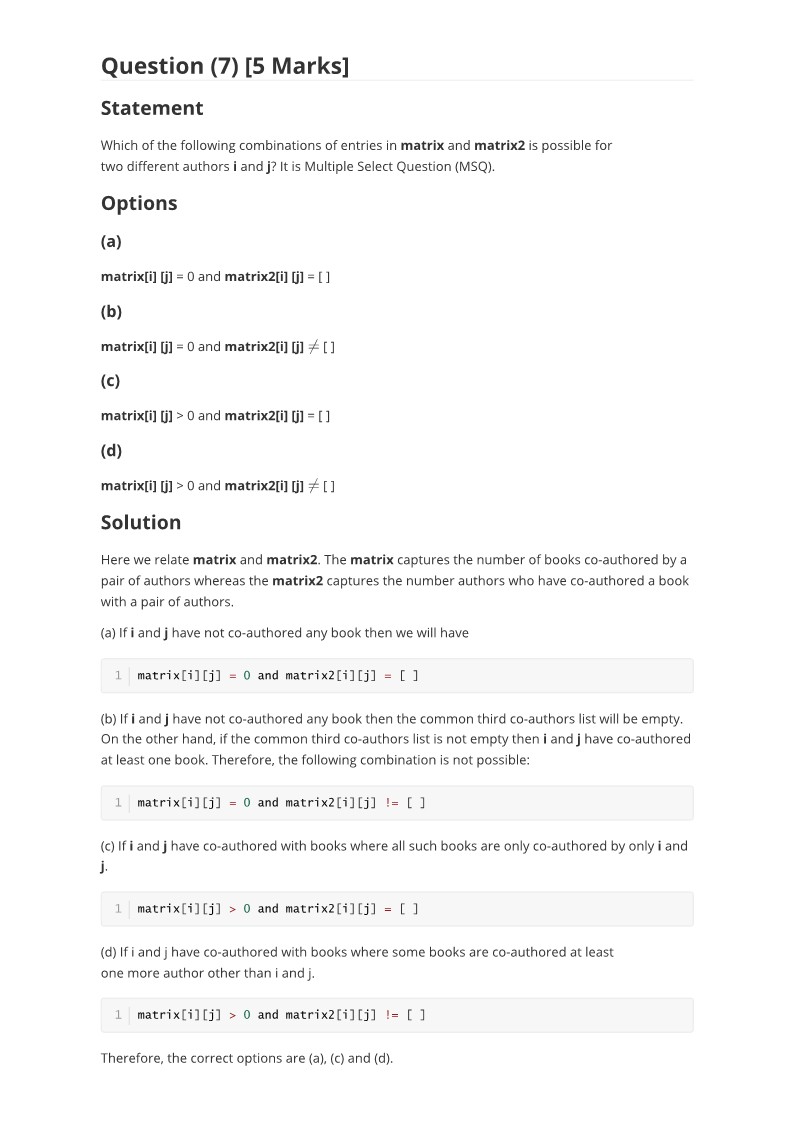 Question (7) [5 Marks]
Statement
Which of the following combinations of entries in matrix and matrix2 is possible for
two different authors i and j? It is Multiple Select Question (MSQ).
Options
(a)
matrix[i] [j] = 0 and matrix2[i] [j] = [ ]
(b)
matrix[i] [j] = 0 and matrix2[i] [j] ≠ [ ]
(c)
matrix[i] [j] > 0 and matrix2[i] [j] = [ ]
(d)
matrix[i] [j] > 0 and matrix2[i] [j] ≠ [ ]
Solution
Here we relate matrix and matrix2. The matrix captures the number of books co-authored by a
pair of authors whereas the matrix2 captures the number authors who have co-authored a book
with a pair of authors.
(a) If i and j have not co-authored any book then we will have
1 matrix[i][j] = 0 and matrix2[i][j] = [ ]
(b) If i and j have not co-authored any book then the common third co-authors list will be empty.
On the other hand, if the common third co-authors list is not empty then i and j have co-authored
at least one book. Therefore, the following combination is not possible:
1 matrix[i][j] = 0 and matrix2[i][j] != [ ]
(c) If i and j have co-authored with books where all such books are only co-authored by only i and
j.
1 matrix[i][j] > 0 and matrix2[i][j] = [ ]
(d) If i and j have co-authored with books where some books are co-authored at least
one more author other than i and j.
1 matrix[i][j] > 0 and matrix2[i][j] != [ ]
Therefore, the correct options are (a), (c) and (d).